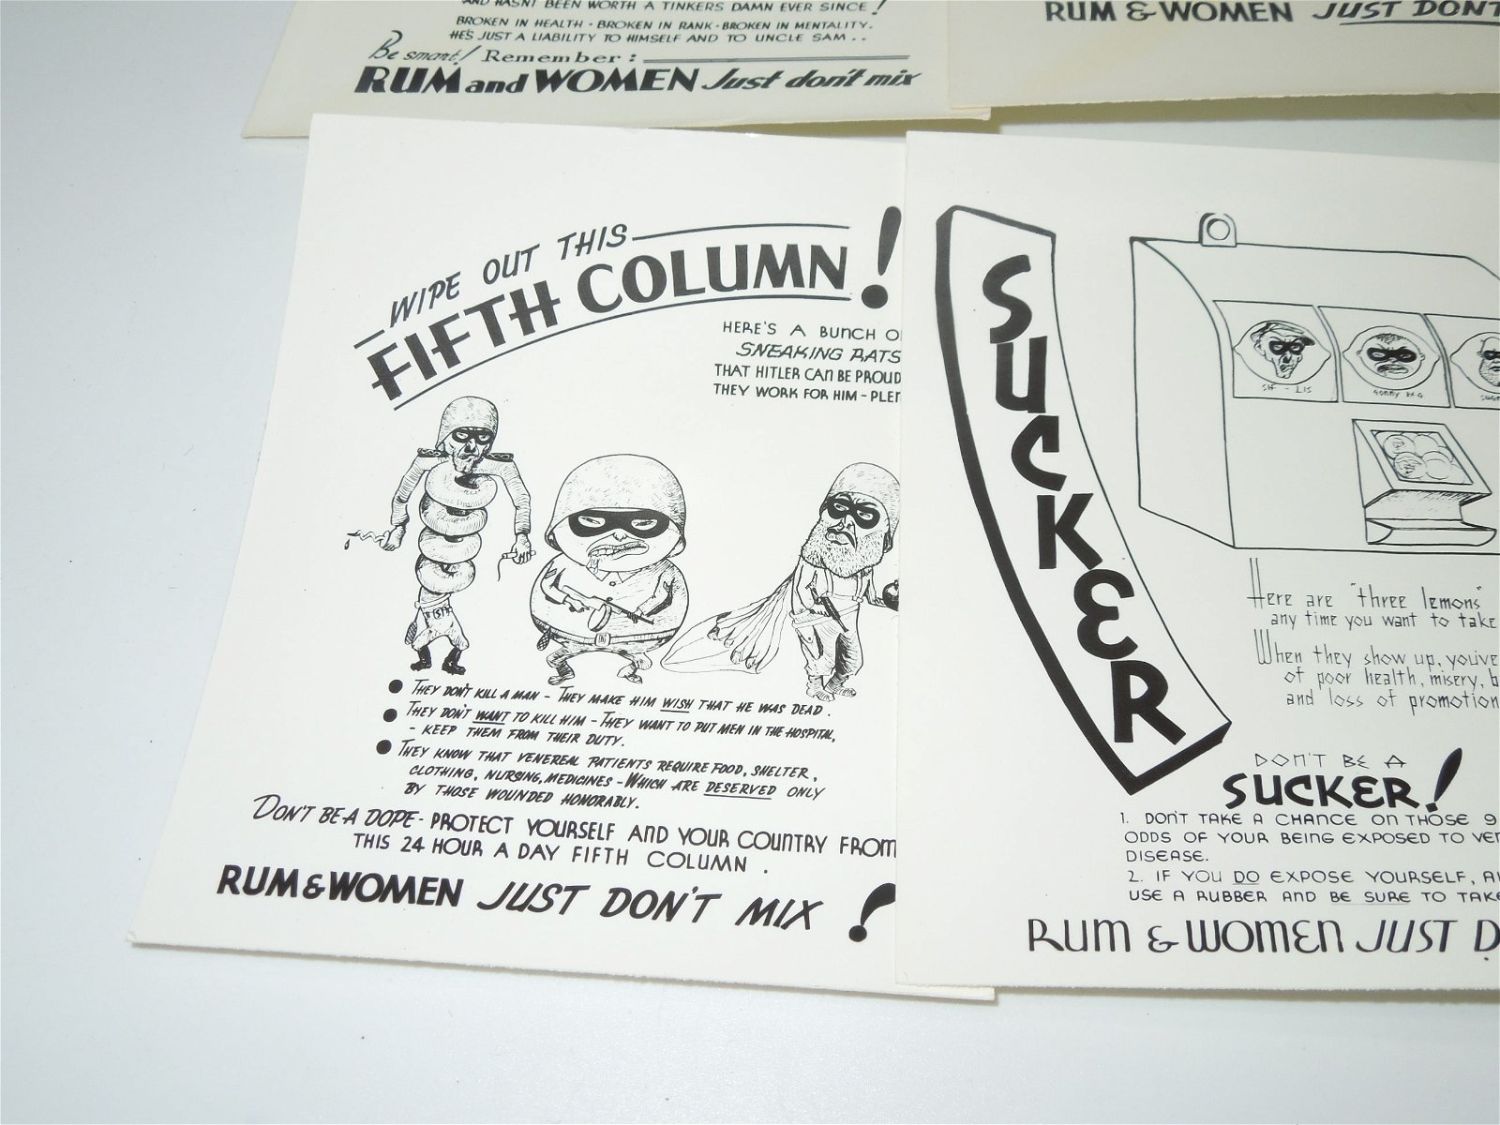 AND HASN'T BEEN WORTH A TINKERS DAMN EVER SINCE!
BROKEN IN HEALTH - BROKEN IN RANK - BROKEN IN MENTALITY.
HE'S JUST A LIABILITY TO HIMSELF AND TO UNCLE SAM..
Be smart! Remember:
RUM and WOMEN Just don't mix
RUM & WOMEN JUST DON'T
WIPE OUT THIS
FIFTH COLUMN!
HERE'S A BUNCH
SNEAKING RATS
THAT HITLER CAN BE PROUD
THEY WORK FOR HIM -
• THEY DON'T KILL A MAN - THEY MAKE HIM WISH THAT HE WAS DEAD.
• THEY DON'T WANT TO KILL HIM - THEY WANT TO PUT MEN IN THE HOSPITAL,
- KEEP THEM FROM THEIR DUTY.
• THEY KNOW THAT VENEREAL PATIENTS REQUIRE FOOD, SHELTER,
CLOTHING, NURSING, MEDICINES - WHICH ARE DESERVED ONLY
BY THOSE WOUNDED HONORABLY.
DON'T BE A DOPE - PROTECT YOURSELF AND YOUR COUNTRY FROM
THIS 24 HOUR A DAY FIFTH COLUMN.
RUM & WOMEN JUST DON'T MIX!
SUCKER
Here are "three lemons"
any time you want to take
When they show up, you've
of poor health, misery,
and loss of promotion
DON'T BE A
SUCKER!
1. DON'T TAKE A CHANCE ON THOSE 9
ODDS OF YOUR BEING EXPOSED TO
DISEASE.
2. IF YOU DO EXPOSE YOURSELF,
USE A RUBBER AND BE SURE TO
RUM & WOMEN JUST